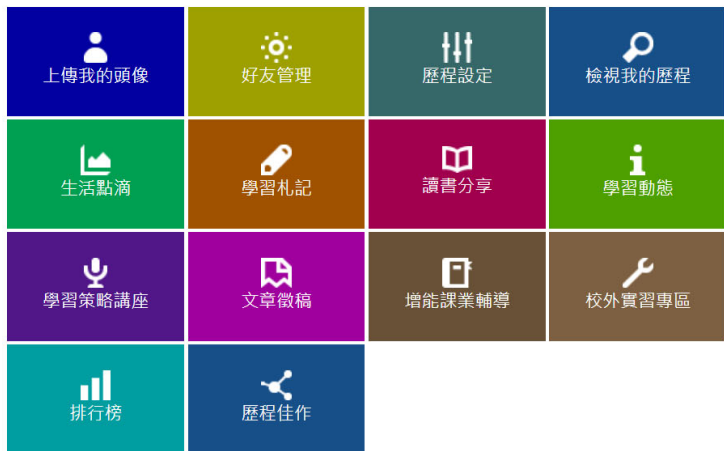 上傳我的頭像
好友管理
歷程設定
檢視我的歷程
生活點滴
學習札記
讀書分享
學習動態
學習策略講座
文章徵稿
增能課業輔導
校外實習專區
排行榜
歷程佳作